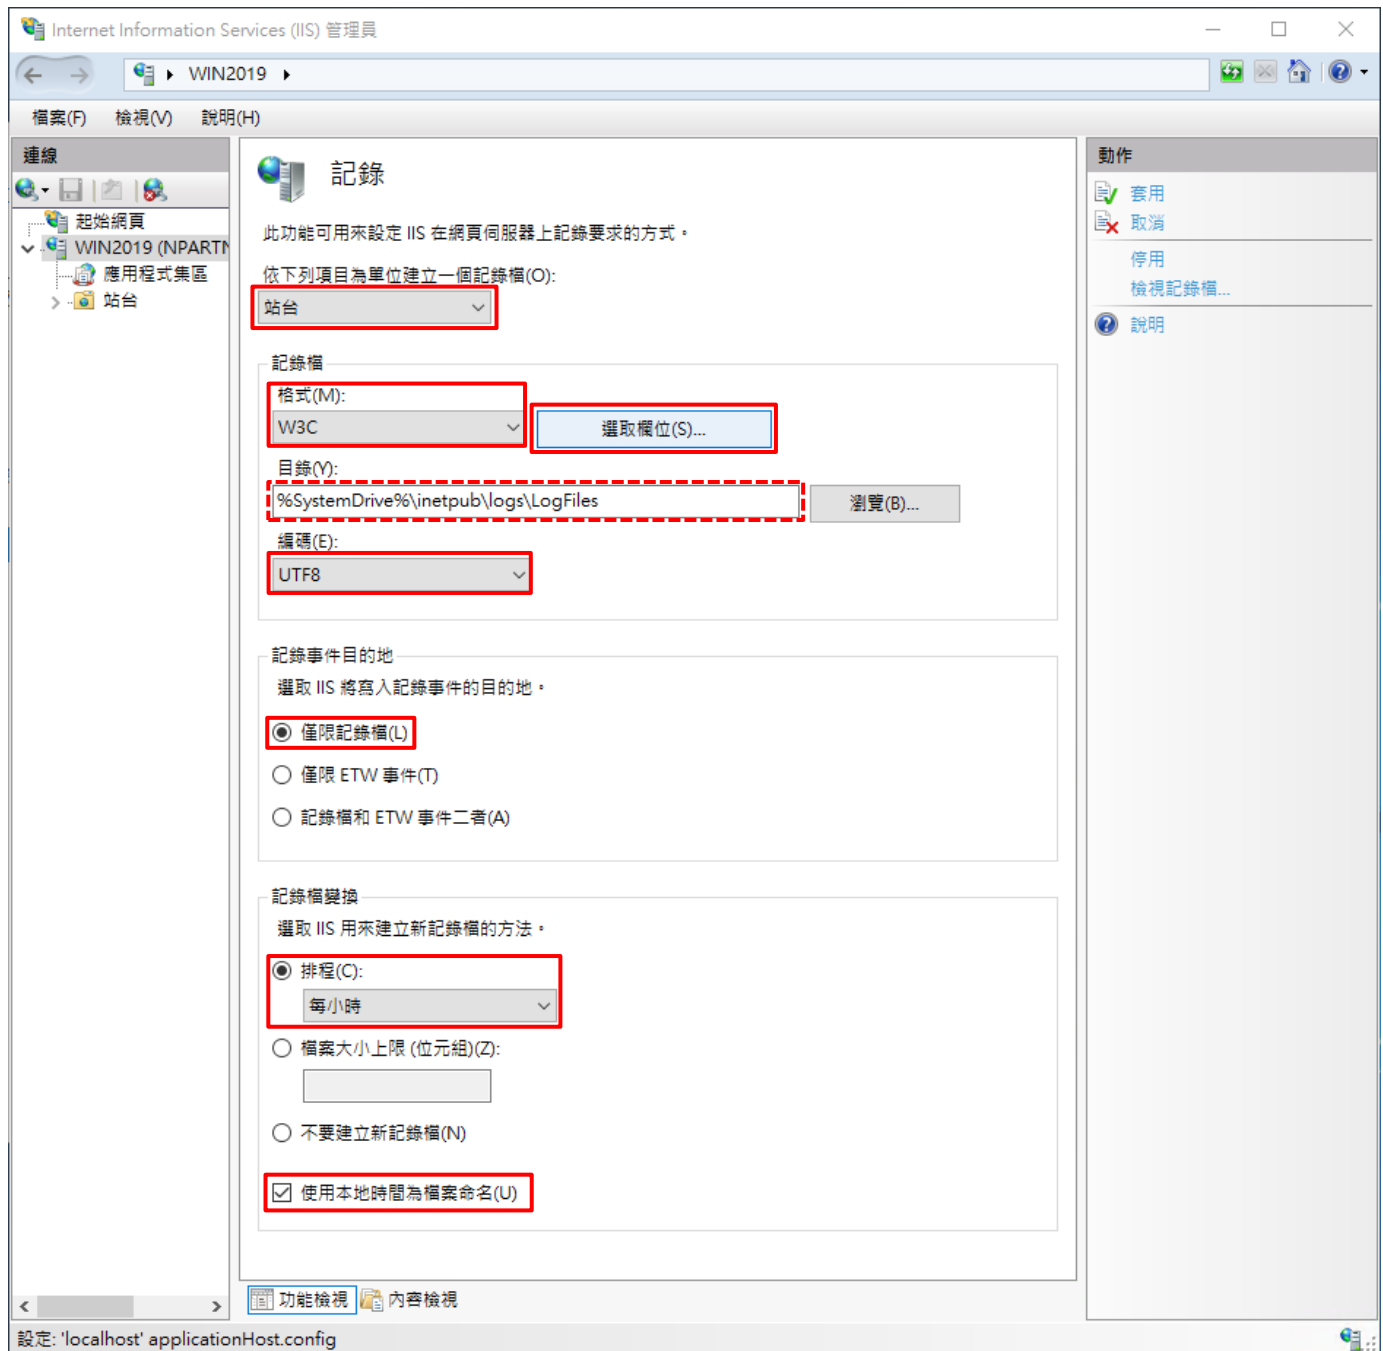 Internet Information Services (IIS) 管理員
WIN2019
檔案(F) 檢視(V) 說明(H)
連線
起始網頁
WIN2019 (NPARTN
應用程式集區
站台
記錄
此功能可用來設定 IIS 在網頁伺服器上記錄要求的方式。
依下列項目為單位建立一個記錄檔(O):
站台
記錄檔
格式(M):
W3C
選取欄位(S)...
目錄(Y):
%SystemDrive%\inetpub\logs\LogFiles
瀏覽(B)...
編碼(E):
UTF8
記錄事件目的地
選取 IIS 將寫入記錄事件的目的地。
僅限記錄檔(L)
僅限 ETW 事件(T)
記錄檔和 ETW 事件二者(A)
記錄檔變換
選取 IIS 用來建立新記錄檔的方法。
排程(C):
每小時
檔案大小上限 (位元組)(Z):
不要建立新記錄檔(N)
使用本地時間為檔案命名(U)
功能檢視 內容檢視
動作
套用
取消
停用
檢視記錄檔...
說明
設定: 'localhost' applicationHost.config